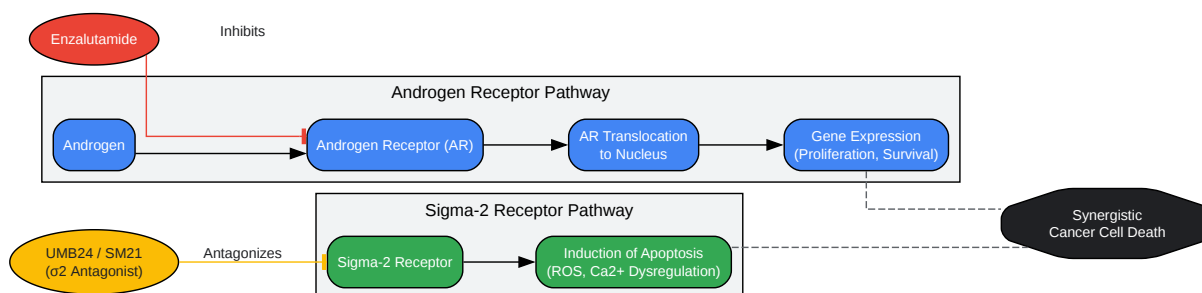 Enzalutamide
Inhibits
Androgen Receptor Pathway
Androgen
Androgen Receptor (AR)
AR Translocation
to Nucleus
Gene Expression
(Proliferation, Survival)
Sigma-2 Receptor Pathway
UMB24 / SM21
(σ2 Antagonist)
Antagonizes
Sigma-2 Receptor
Induction of Apoptosis
(ROS, Ca2+ Dysregulation)
Synergistic
Cancer Cell Death